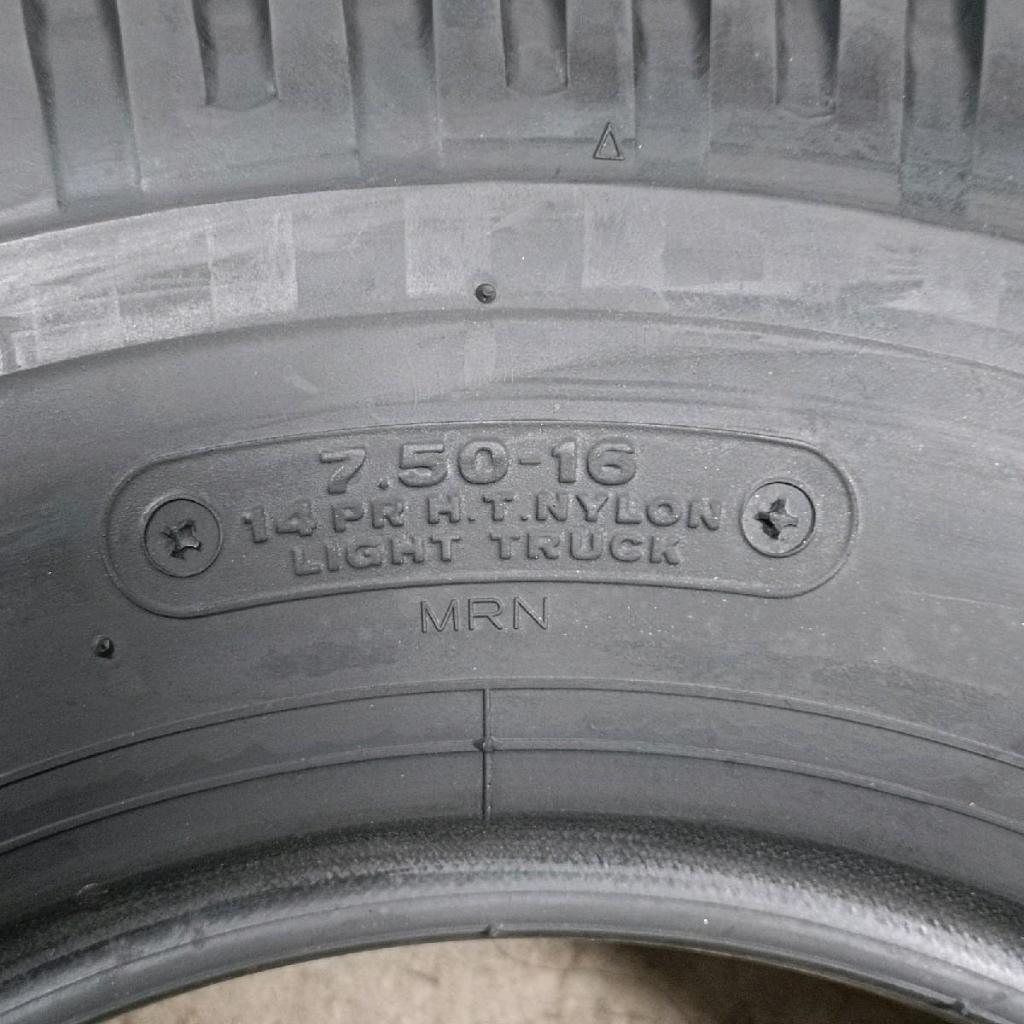 7.50-16
14 PR H.T. NYLON
LIGHT TRUCK
MRN